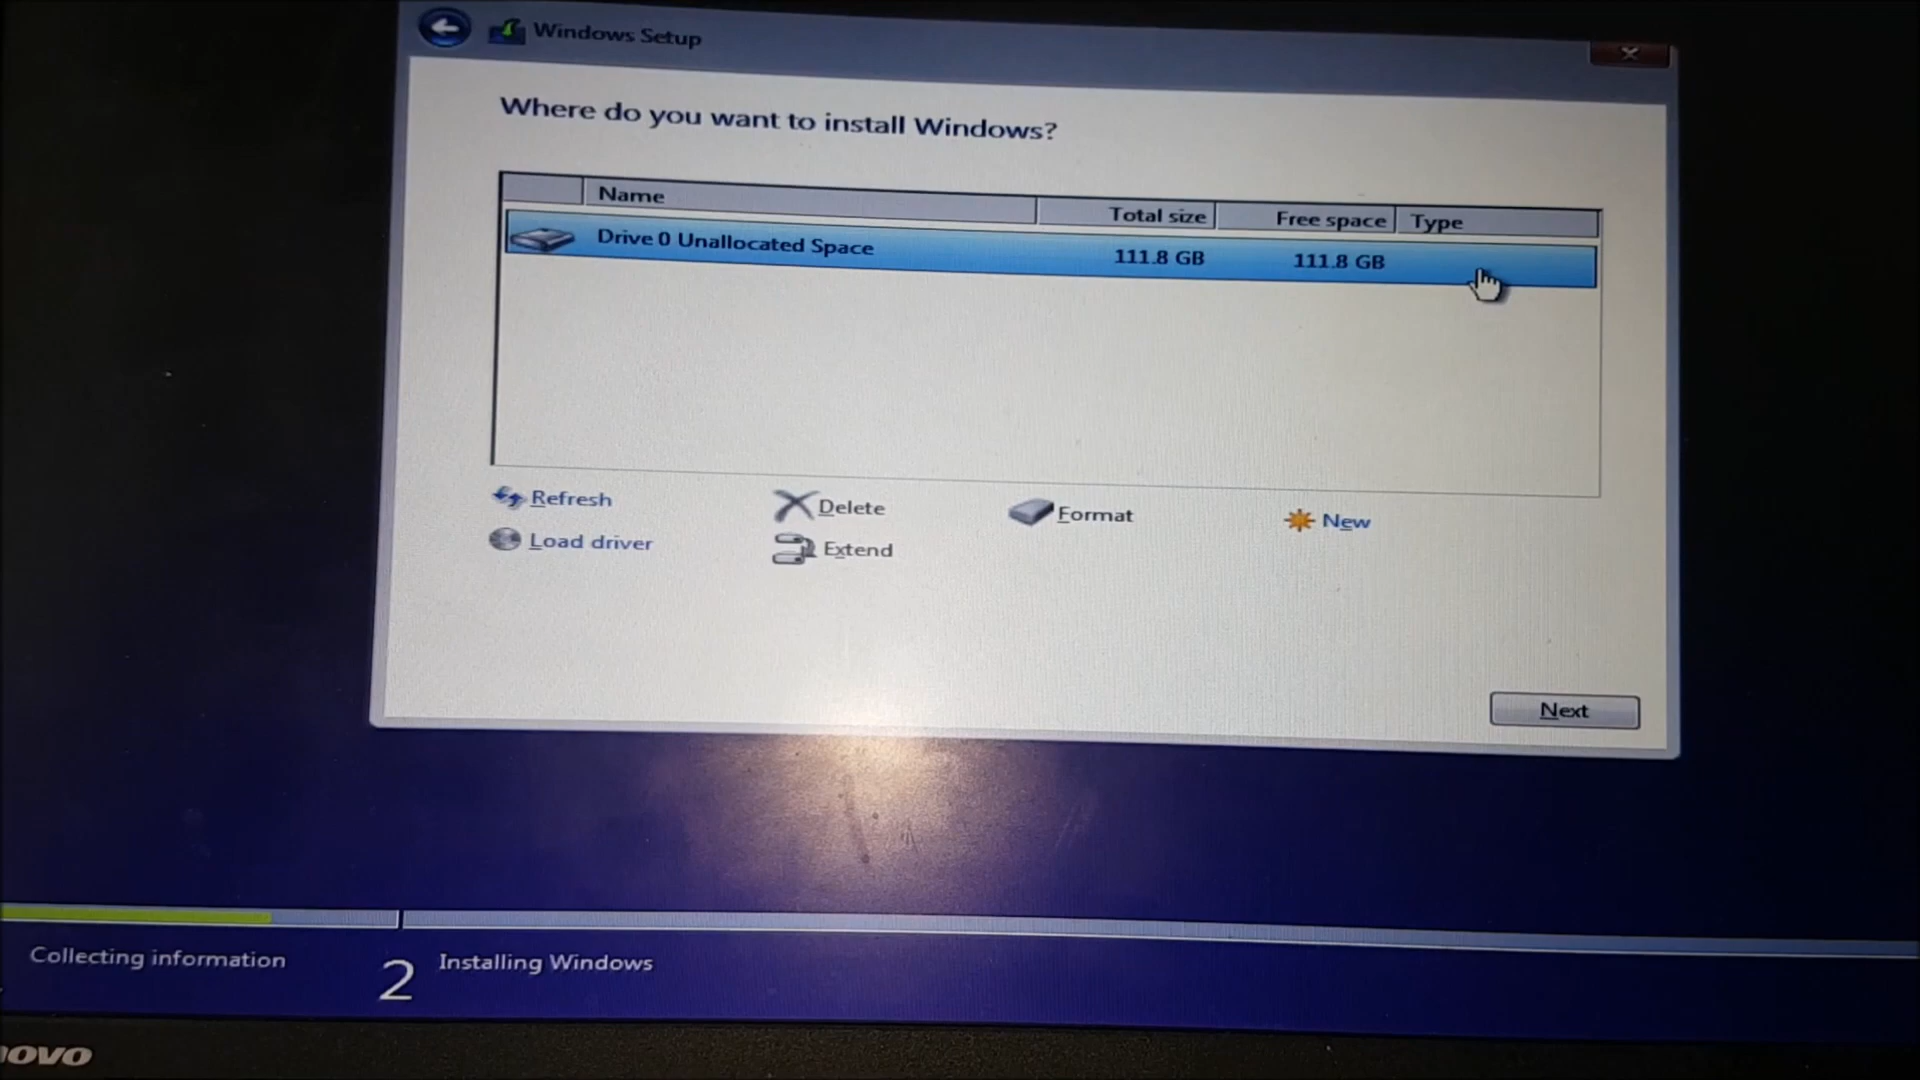 Windows Setup
Where do you want to install Windows?
Name Total size Free space Type
Drive 0 Unallocated Space 111.8 GB 111.8 GB
Refresh Delete Format New
Load driver Extend
Next
Collecting information 2 Installing Windows
novo